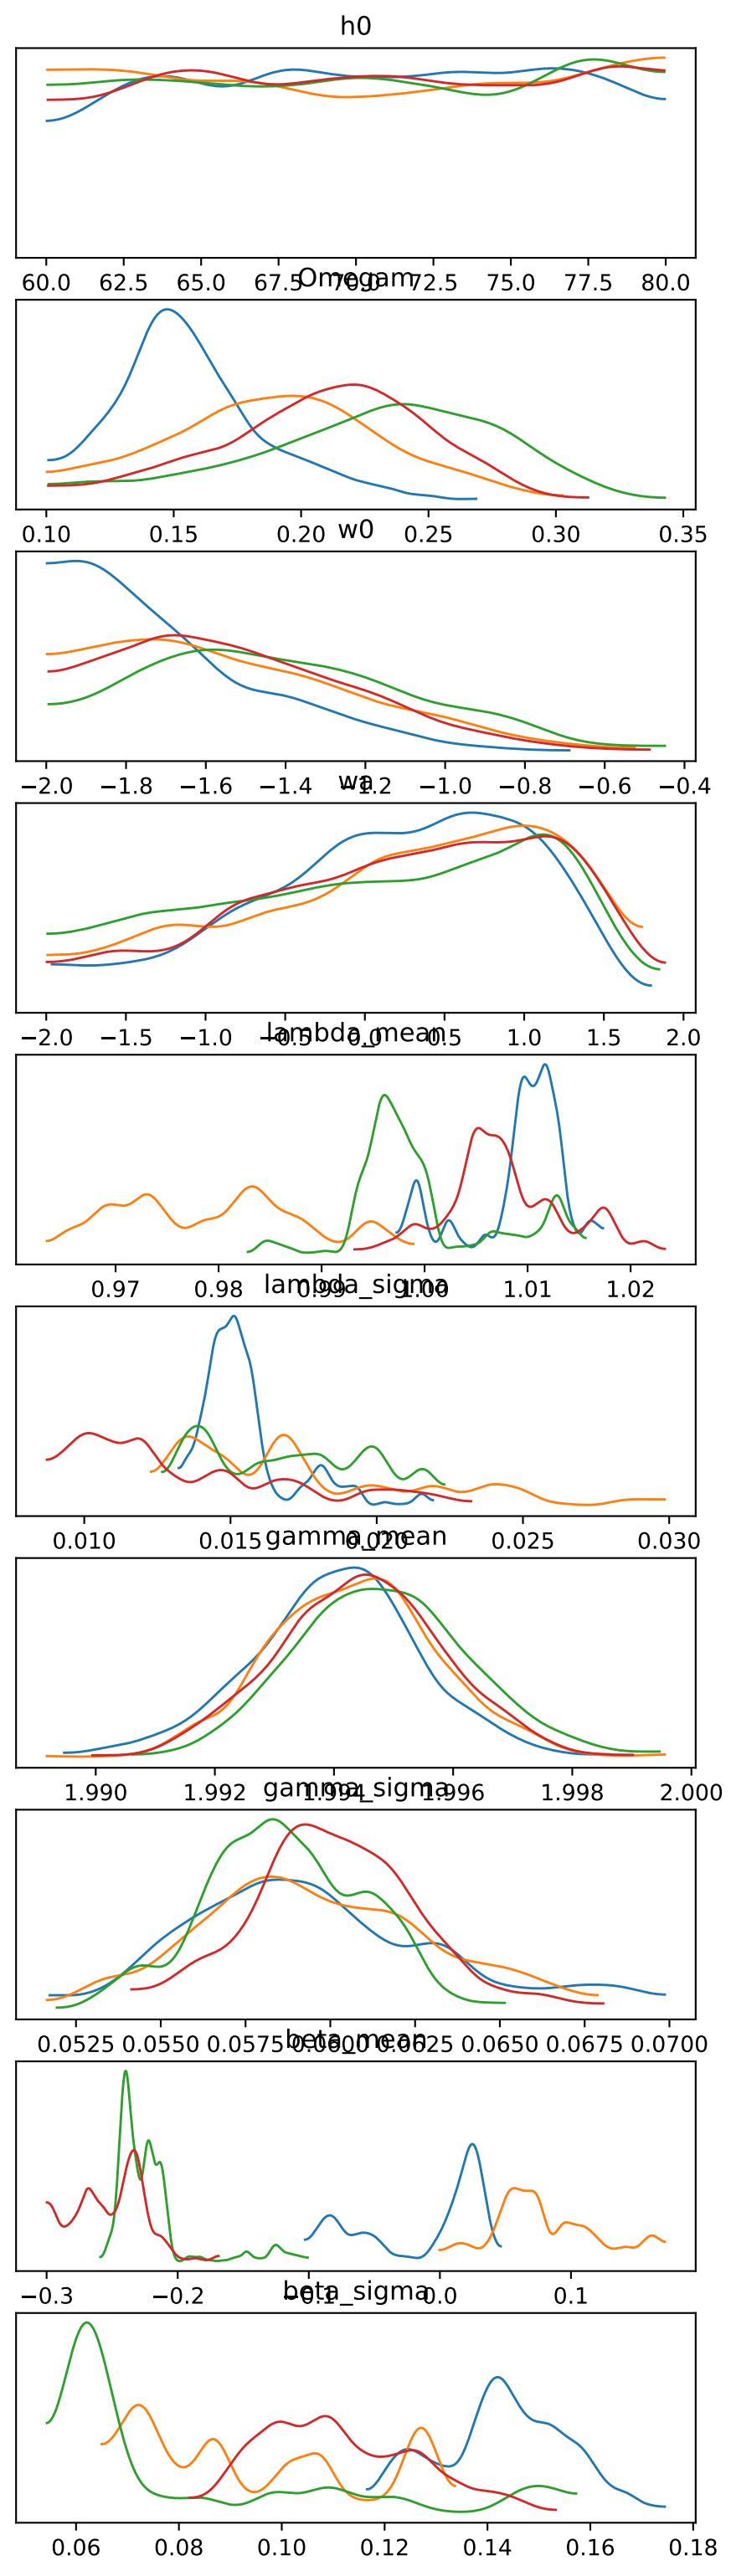 h0
60.0 62.5 65.0 67.5 70.0 72.5 75.0 77.5 80.0
Omegam
0.10 0.15 0.20 0.25 0.30 0.35
w0
−2.0 −1.8 −1.6 −1.4 −1.2 −1.0 −0.8 −0.6 −0.4
wa
−2.0 −1.5 −1.0 −0.5 0.0 0.5 1.0 1.5 2.0
lambda_mean
0.97 0.98 0.99 1.00 1.01 1.02
lambda_sigma
0.010 0.015 0.020 0.025 0.030
gamma_mean
1.990 1.992 1.994 1.996 1.998 2.000
gamma_sigma
0.0525 0.0550 0.0575 0.0600 0.0625 0.0650 0.0675 0.0700
beta_mean
−0.3 −0.2 −0.1 0.0 0.1
beta_sigma
0.06 0.08 0.10 0.12 0.14 0.16 0.18